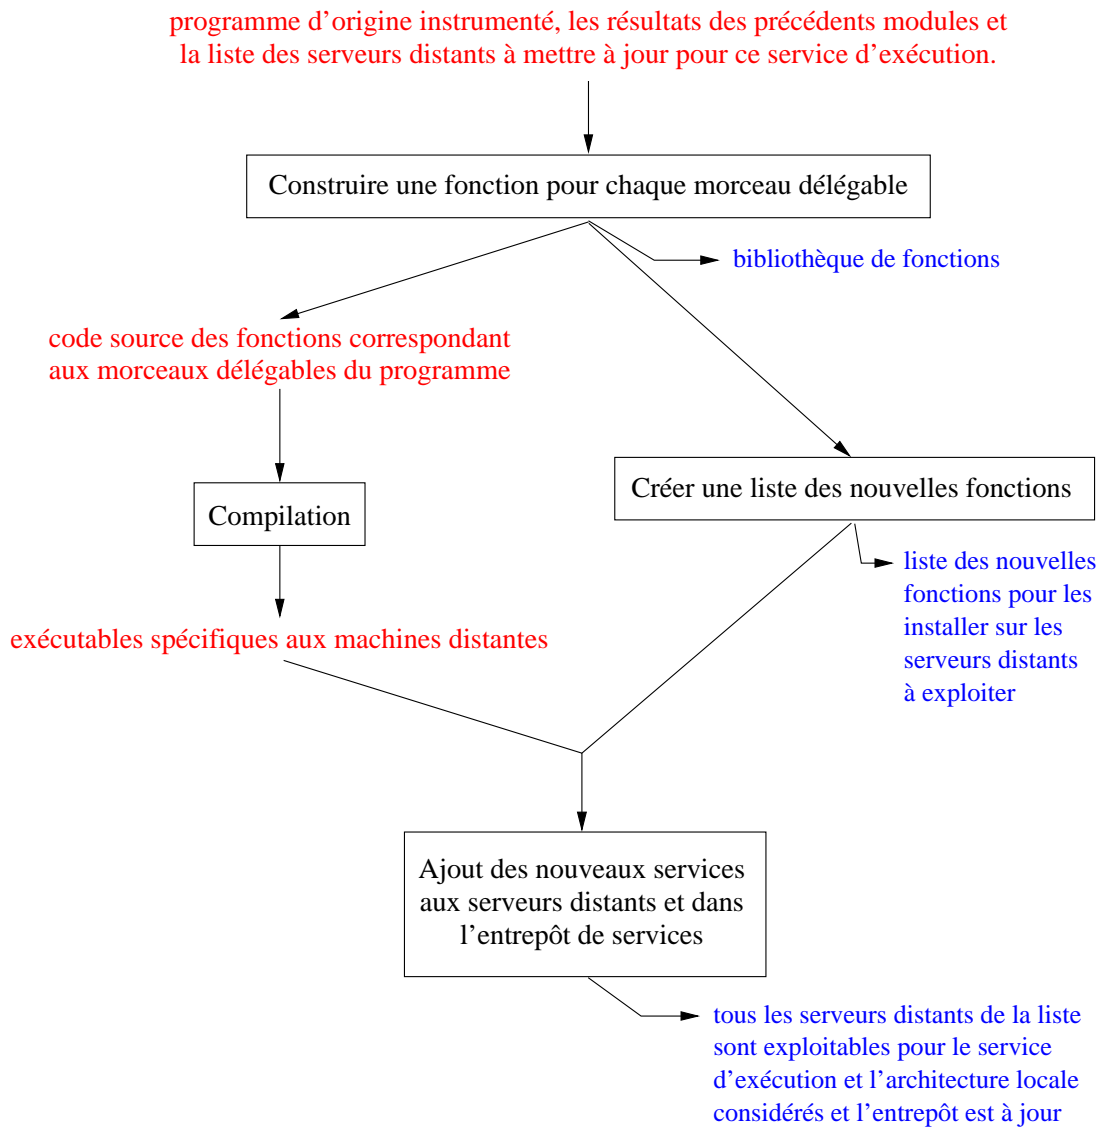 programme d’origine instrumenté, les résultats des précédents modules et
la liste des serveurs distants à mettre à jour pour ce service d’exécution.
Construire une fonction pour chaque morceau délégable
bibliothèque de fonctions
code source des fonctions correspondant
aux morceaux délégables du programme
Créer une liste des nouvelles fonctions
Compilation
liste des nouvelles
fonctions pour les
installer sur les
serveurs distants
à exploiter
exécutables spécifiques aux machines distantes
Ajout des nouveaux services
aux serveurs distants et dans
l’entrepôt de services
tous les serveurs distants de la liste
sont exploitables pour le service
d’exécution et l’architecture locale
considérés et l’entrepôt est à jour